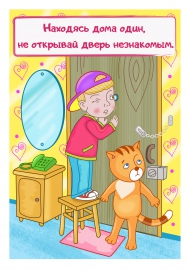 Находясь дома один,
не открывай дверь незнакомым.